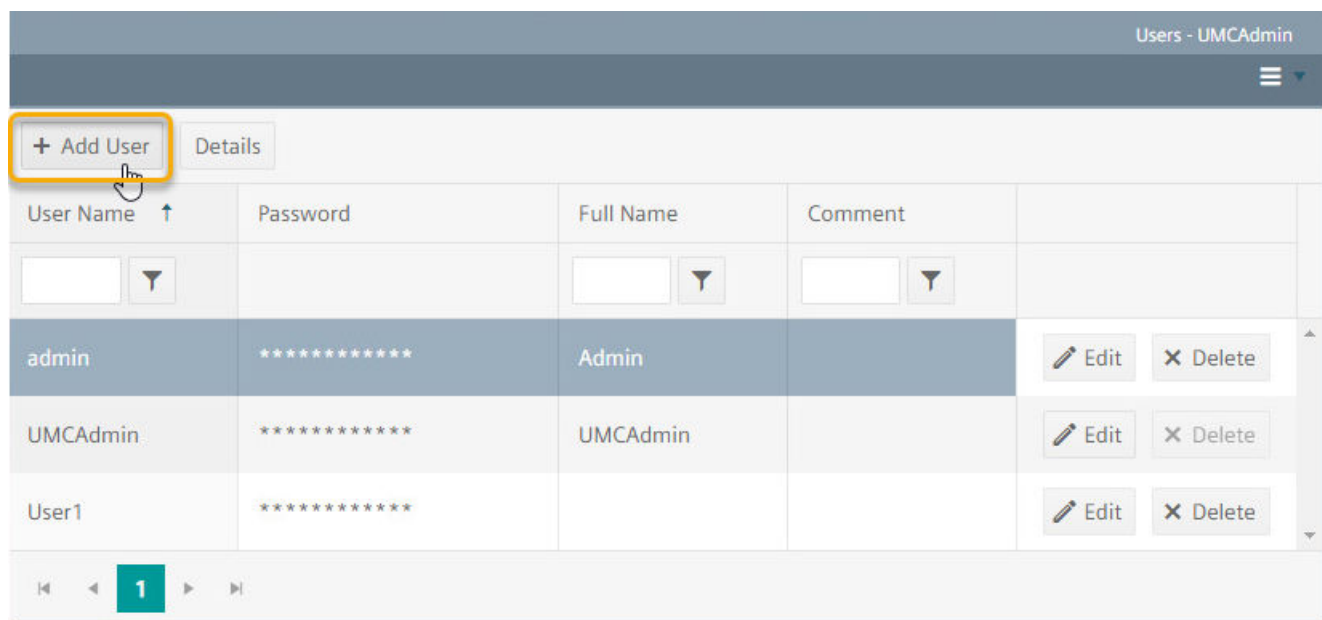 Users - UMCAdmin
+ Add User Details
User Name ↑ Password Full Name Comment
admin ************ Admin Edit × Delete
UMCAdmin ************ UMCAdmin Edit × Delete
User1 ************ Edit × Delete
1